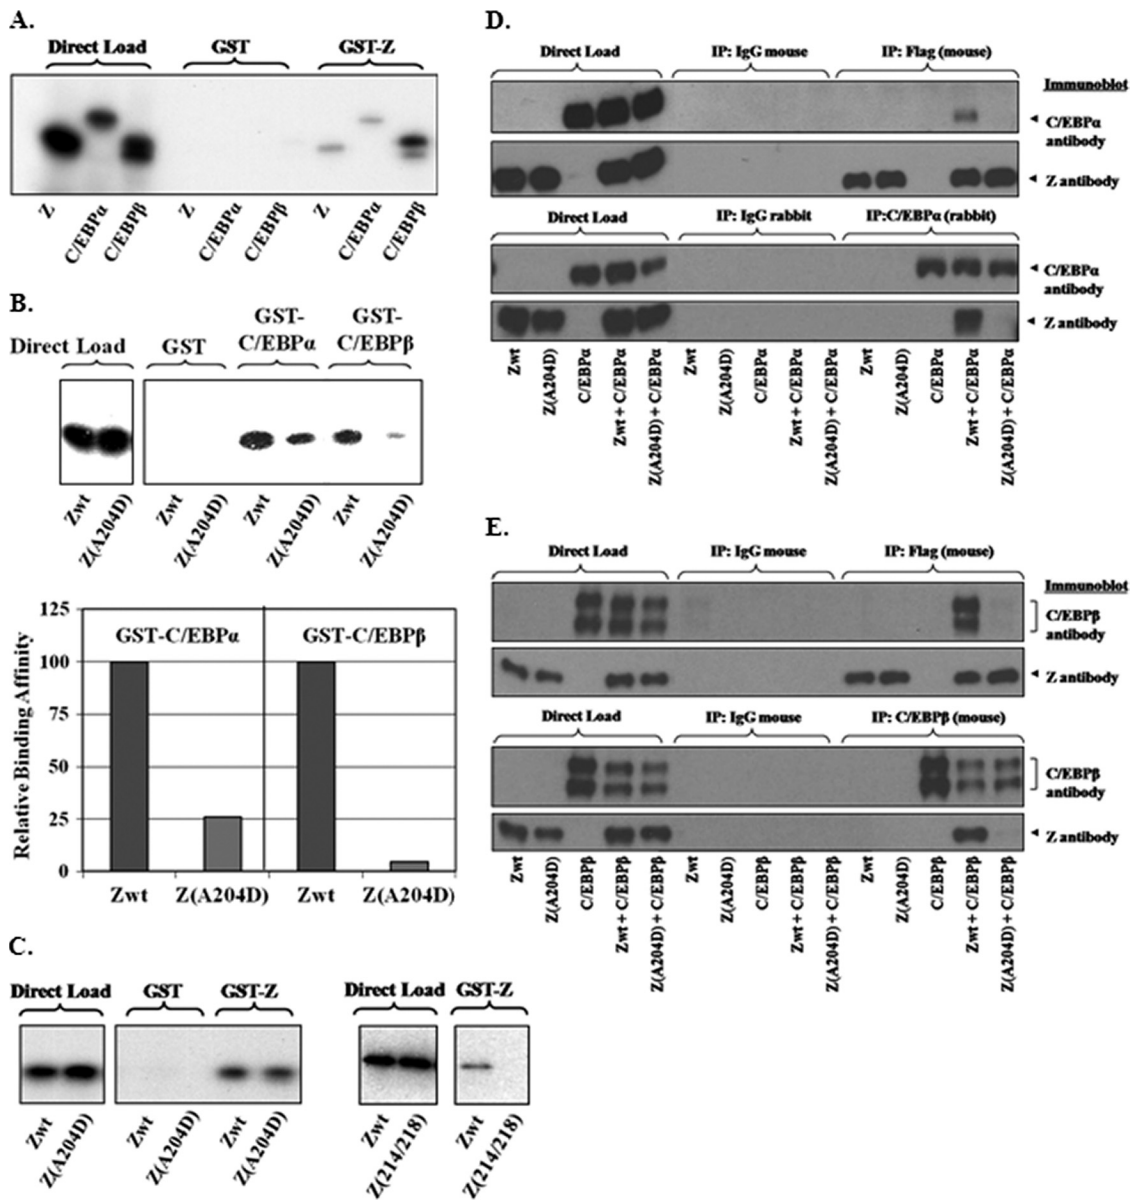 A.
Direct Load GST GST-Z
Z C/EBPα C/EBPβ Z C/EBPα C/EBPβ Z C/EBPα C/EBPβ
B.
Direct Load GST GST-C/EBPα GST-C/EBPβ
Zwt Z(A204D) Zwt Z(A204D) Zwt Z(A204D) Zwt Z(A204D)
Relative Binding Affinity
125
100
75
50
25
0
GST-C/EBPα GST-C/EBPβ
Zwt Z(A204D) Zwt Z(A204D)
C.
Direct Load GST GST-Z
Zwt Z(A204D) Zwt Z(A204D) Zwt Z(A204D)
Direct Load GST-Z
Zwt Z(214/218) Zwt Z(214/218)
D.
Direct Load IP: IgG mouse IP: Flag (mouse)
Immunoblot
C/EBPα
antibody
Z antibody
Direct Load IP: IgG rabbit IP:C/EBPα (rabbit)
C/EBPα
antibody
Z antibody
Zwt Z(A204D) C/EBPα Zwt + C/EBPα Z(A204D) + C/EBPα Zwt Z(A204D) C/EBPα Zwt + C/EBPα Z(A204D) + C/EBPα Zwt Z(A204D) C/EBPα Zwt + C/EBPα Z(A204D) + C/EBPα
E.
Direct Load IP: IgG mouse IP: Flag (mouse)
Immunoblot
C/EBPβ
antibody
Z antibody
Direct Load IP: IgG mouse IP: C/EBPβ (mouse)
C/EBPβ
antibody
Z antibody
Zwt Z(A204D) C/EBPβ Zwt + C/EBPβ Z(A204D) + C/EBPβ Zwt Z(A204D) C/EBPβ Zwt + C/EBPβ Z(A204D) + C/EBPβ Zwt Z(A204D) C/EBPβ Zwt + C/EBPβ Z(A204D) + C/EBPβ